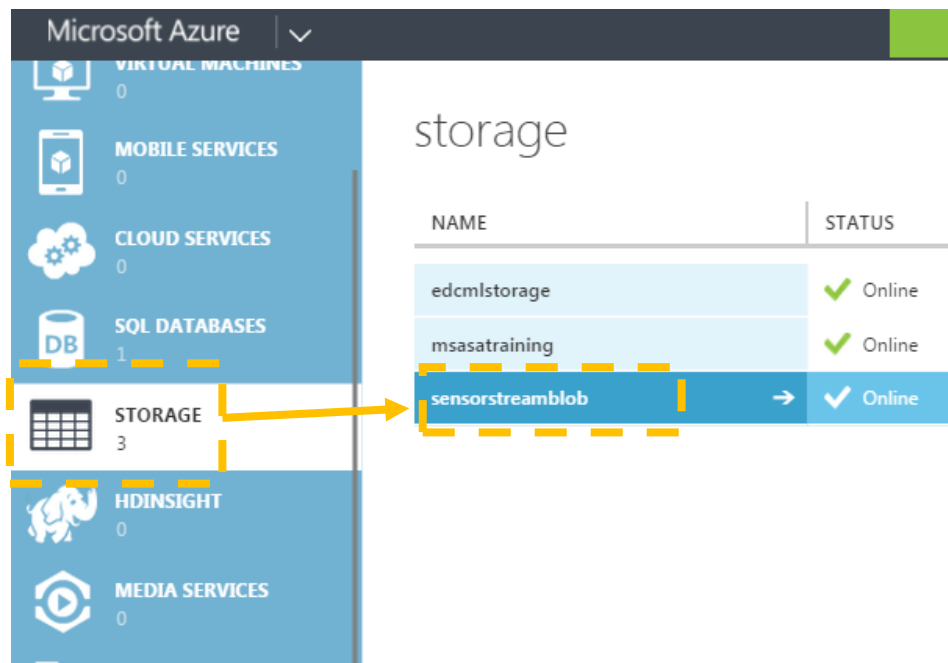 Microsoft Azure
VIRTUAL MACHINES
0
MOBILE SERVICES
0
CLOUD SERVICES
0
SQL DATABASES
1
DB
STORAGE
3
HDINSIGHT
0
MEDIA SERVICES
0
storage
NAME STATUS
edcmlstorage Online
msasatraining Online
sensorstreamblob Online